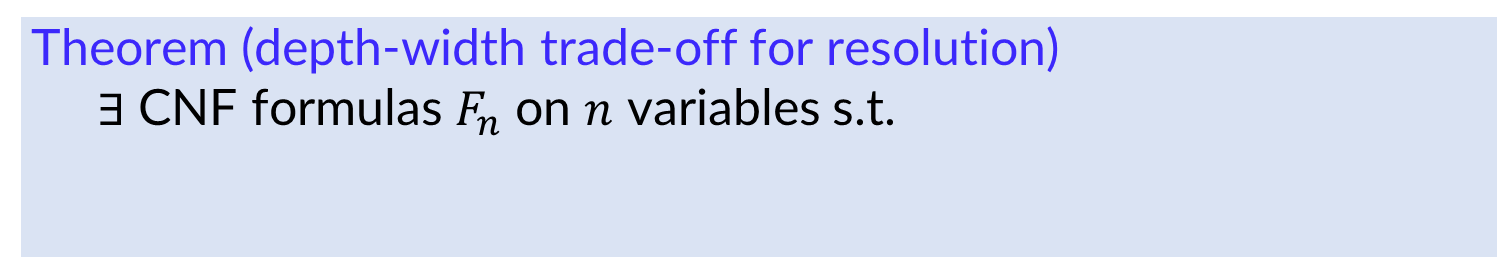 Theorem (depth-width trade-off for resolution)
∃ CNF formulas 𝐹ₙ on 𝑛 variables s.t.